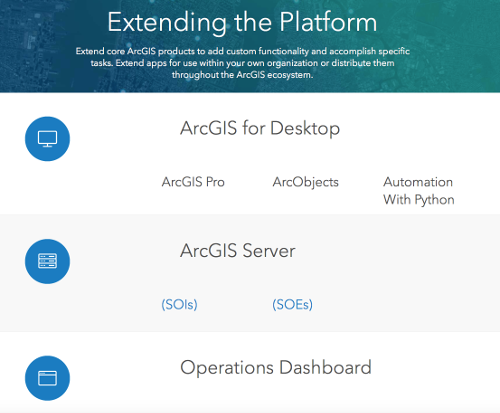 Extending the Platform
Extend core ArcGIS products to add custom functionality and accomplish specific
tasks. Extend apps for use within your own organization or distribute them
throughout the ArcGIS ecosystem.
ArcGIS for Desktop
ArcGIS Pro
ArcObjects
Automation
With Python
ArcGIS Server
(SOIs)
(SOEs)
Operations Dashboard